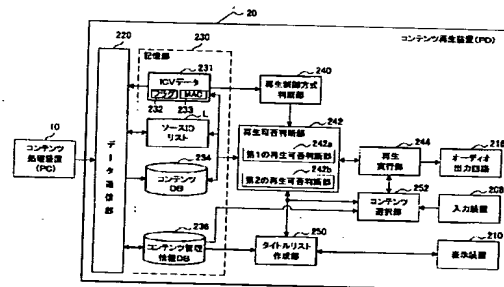 20
コンテンツ再生装置(PD)
220
230
記憶部
231
ICVデータ
フラグ
MAC
232
233
240
再生制御方式
判断部
L
ソースID
リスト
242
再生可否判断部
242a
第1の再生可否判断部
242b
第2の再生可否判断部
244
再生
実行部
216
オーディオ
出力回路
10
コンテンツ
処理装置
(PC)
データ通信部
234
コンテンツ
DB
252
コンテンツ
選択部
208
入力装置
236
コンテンツ管理
情報DB
250
タイトルリスト
作成部
210
表示装置